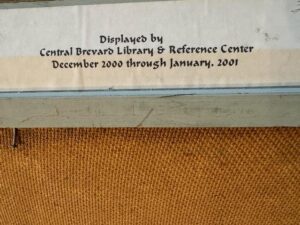 Displayed by
Central Brevard Library & Reference Center
December 2000 through January, 2001